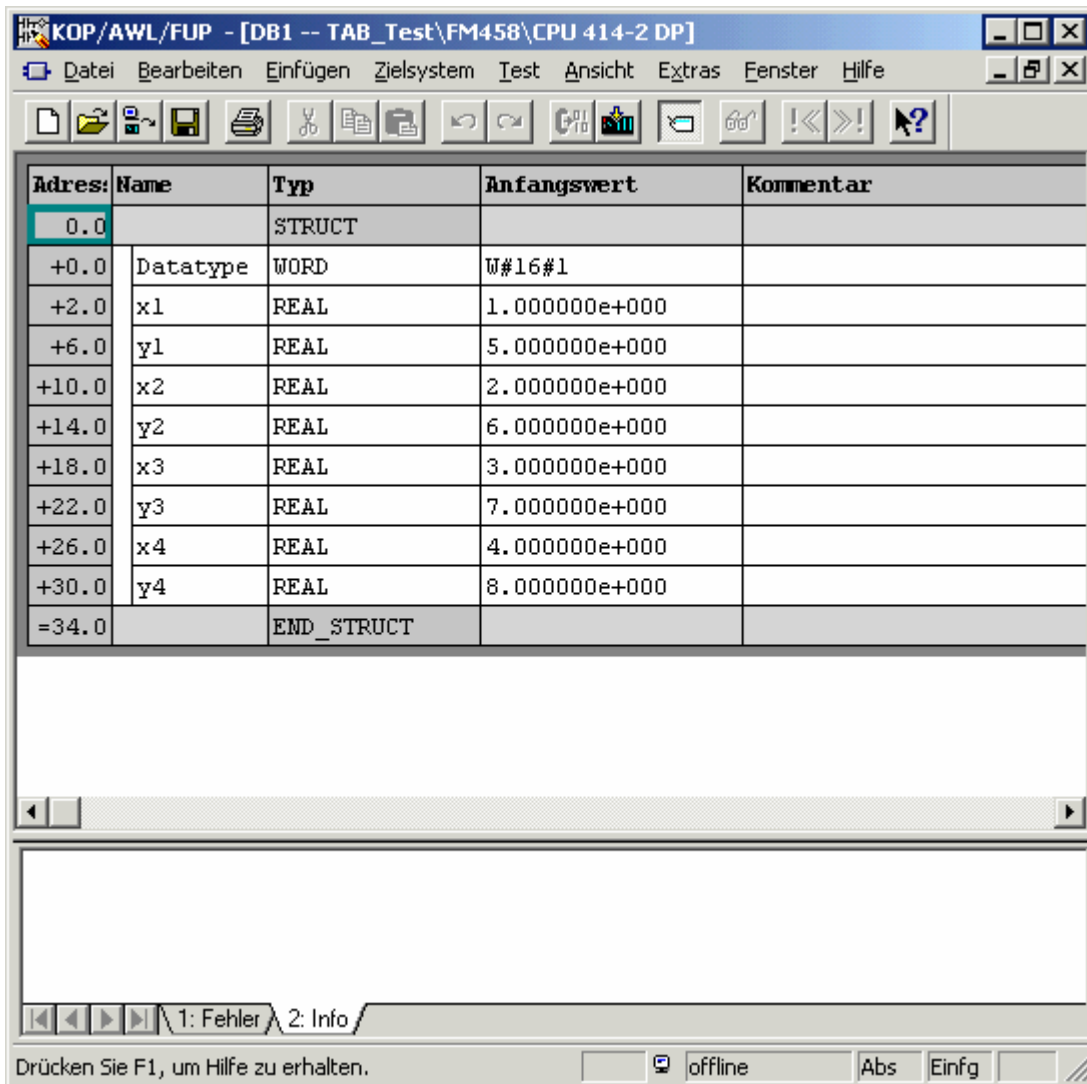 KOP/AWL/FUP - [DB1 -- TAB_Test\FM458\CPU 414-2 DP]
Datei Bearbeiten Einfügen Zielsystem Test Ansicht Extras Fenster Hilfe
Adres: Name Typ Anfangswert Kommentar
0.0 STRUCT
+0.0 Datatype WORD W#16#1
+2.0 x1 REAL 1.000000e+000
+6.0 y1 REAL 5.000000e+000
+10.0 x2 REAL 2.000000e+000
+14.0 y2 REAL 6.000000e+000
+18.0 x3 REAL 3.000000e+000
+22.0 y3 REAL 7.000000e+000
+26.0 x4 REAL 4.000000e+000
+30.0 y4 REAL 8.000000e+000
=34.0 END_STRUCT
1: Fehler 2: Info
Drücken Sie F1, um Hilfe zu erhalten. offline Abs Einfg